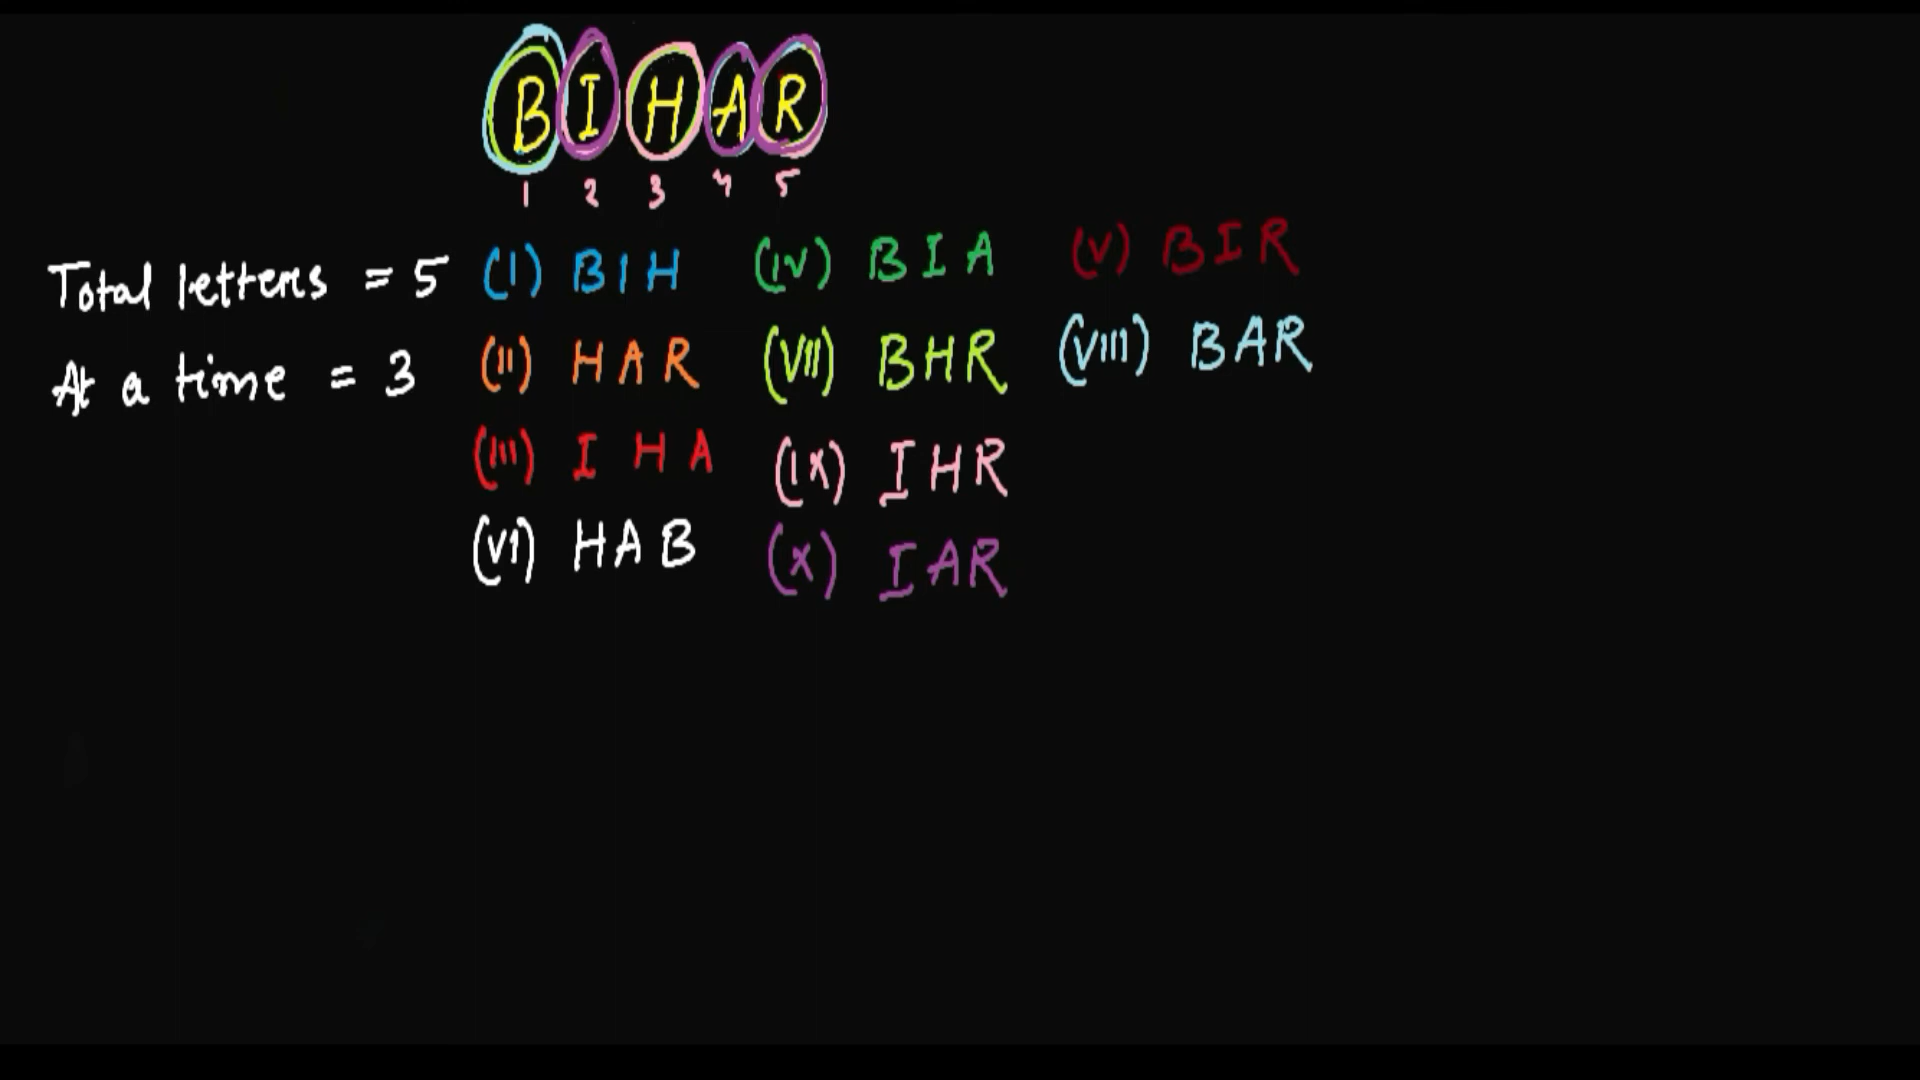 BIHAR
1 2 3 4 5
Total letters = 5 (I) BIH (IV) BIA (V) BIR
At a time = 3 (II) HAR (VII) BHR (VIII) BAR
(III) IHA (IX) IHR
(VI) HAB (X) IAR